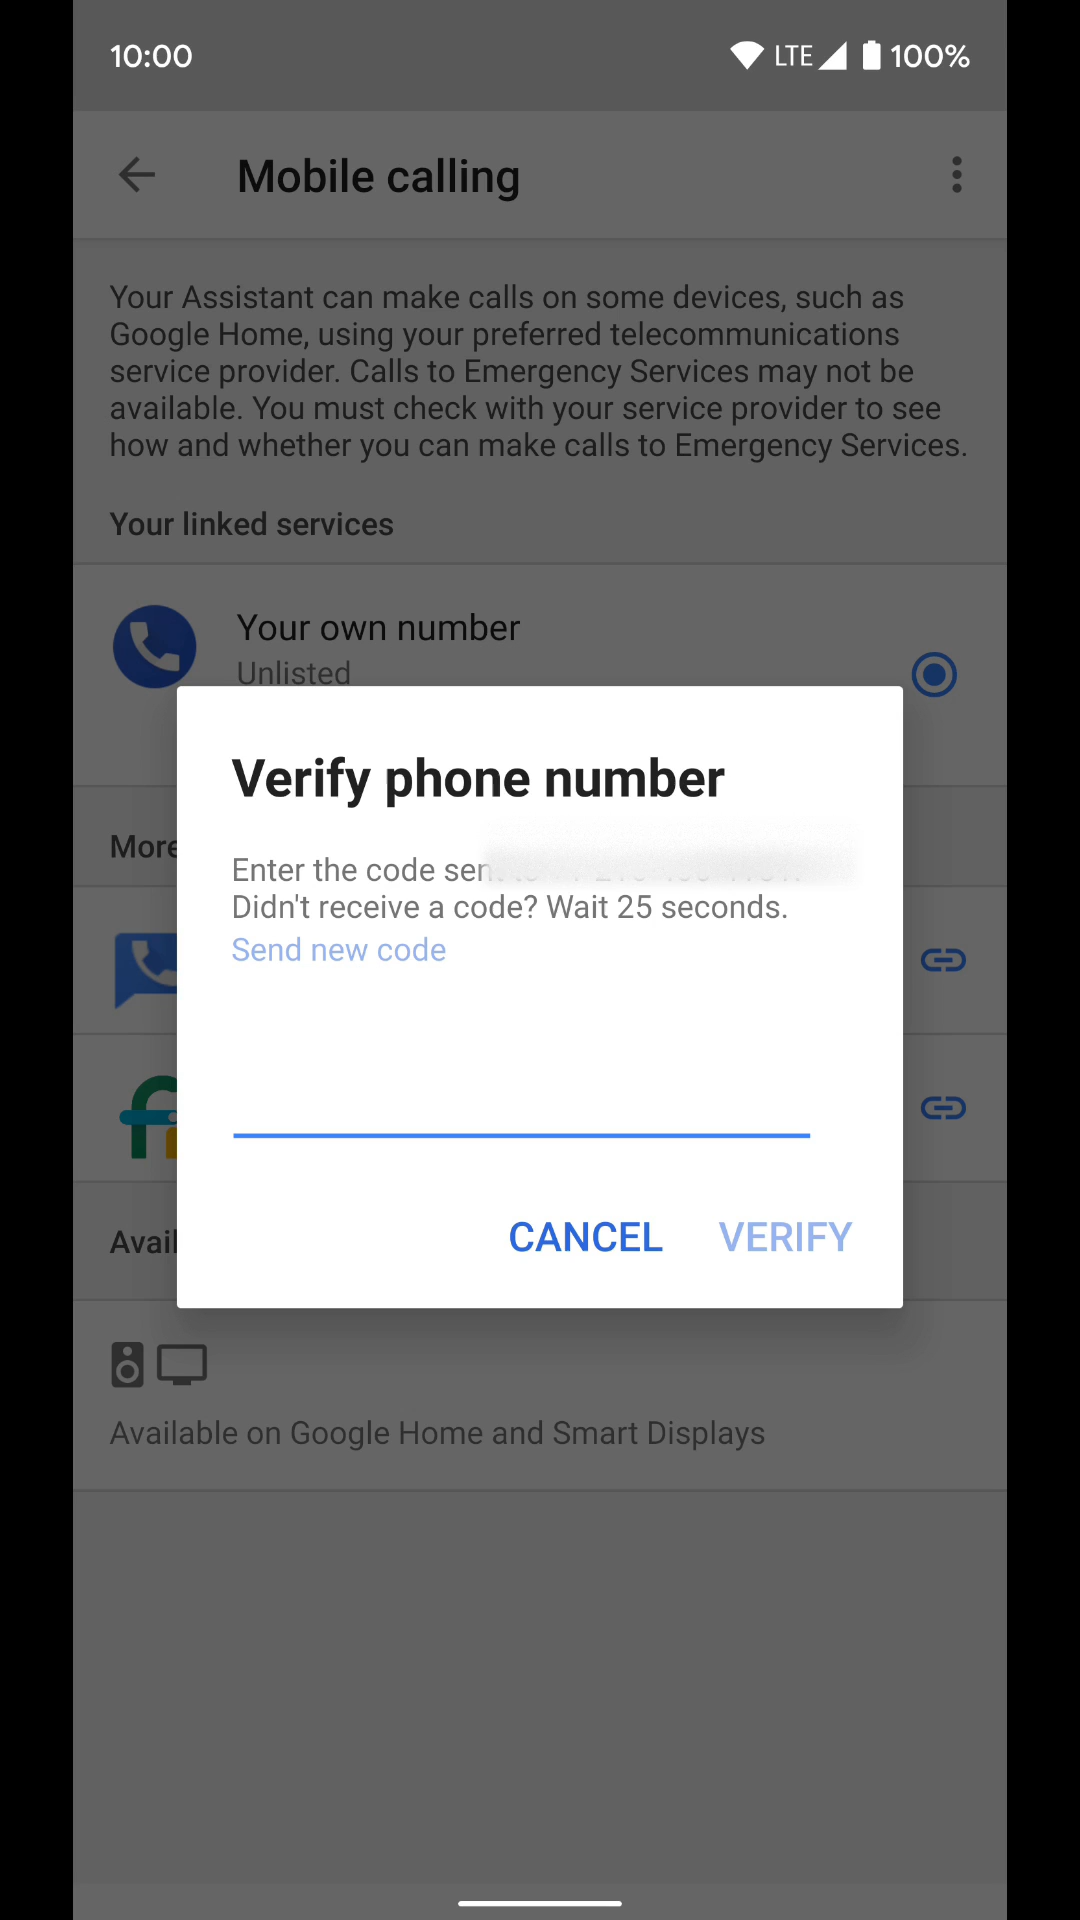 10:00 LTE 100%
Mobile calling
Your Assistant can make calls on some devices, such as
Google Home, using your preferred telecommunications
service provider. Calls to Emergency Services may not be
available. You must check with your service provider to see
how and whether you can make calls to Emergency Services.
Your linked services
Your own number
Unlisted
Verify phone number
More
Enter the code sent
Didn't receive a code? Wait 25 seconds.
Send new code
CANCEL VERIFY
Avail
Available on Google Home and Smart Displays